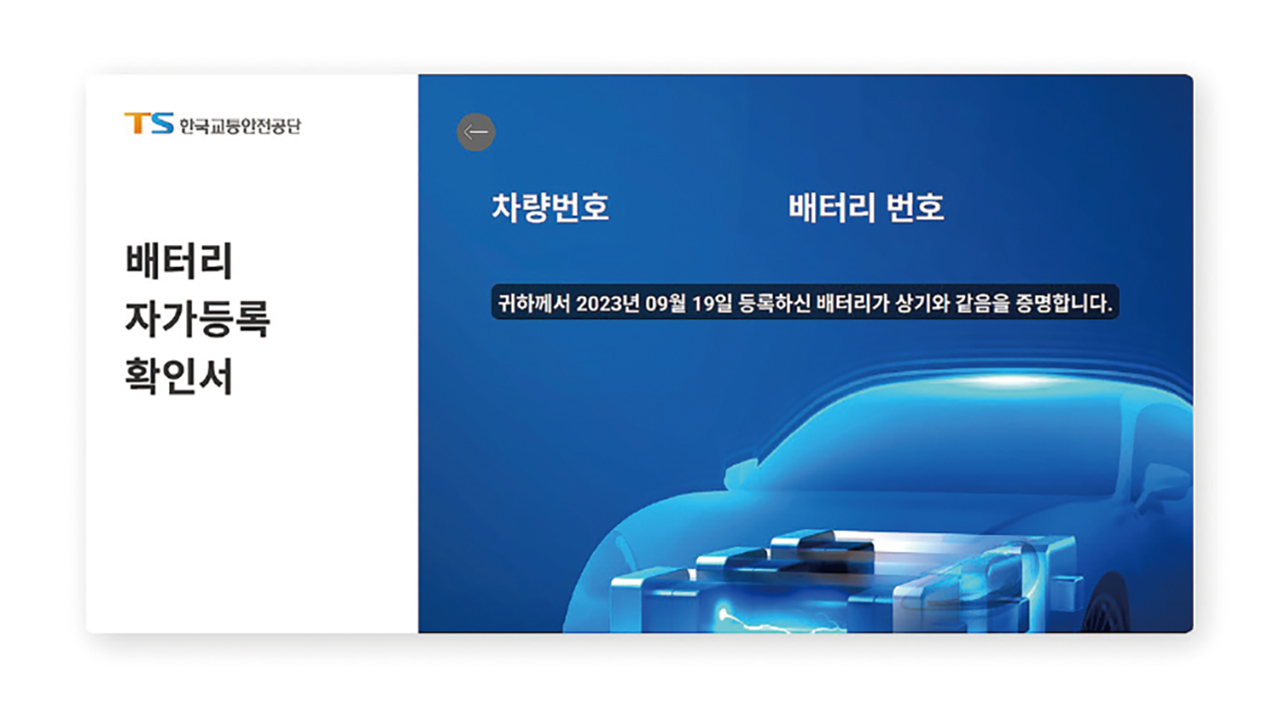 TS 한국교통안전공단
배터리
자가등록
확인서
차량번호
배터리 번호
귀하께서 2023년 09월 19일 등록하신 배터리가 상기와 같음을 증명합니다.